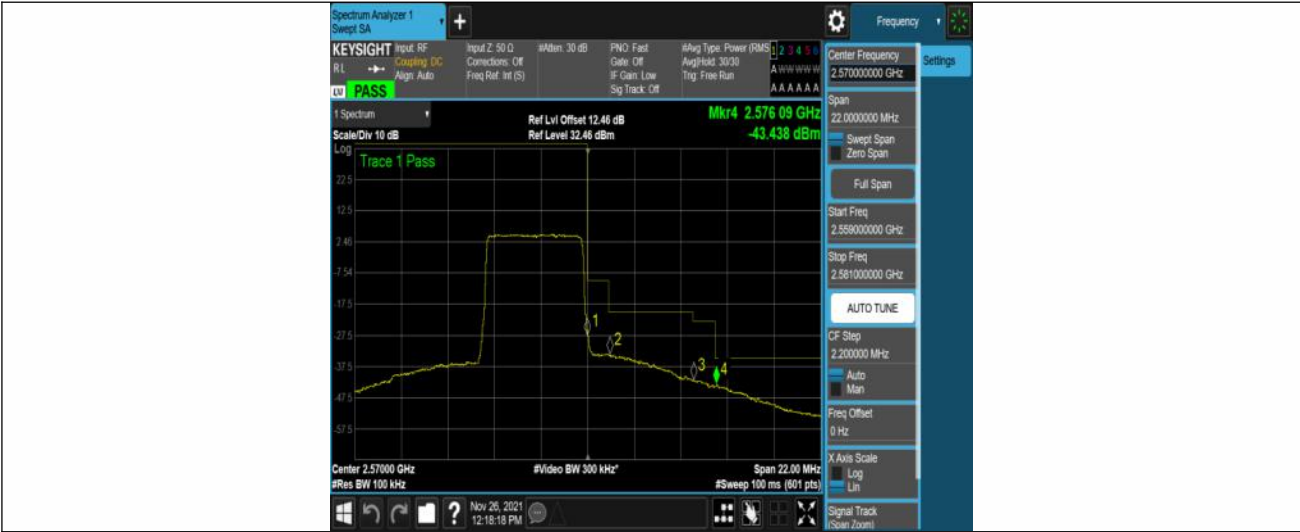 Spectrum Analyzer 1
Swept SA
+
Frequency
KEYSIGHT
RL
LXI
PASS
Input: RF
Coupling: DC
Align: Auto
Input Z: 50 Ω
Corrections: Off
Freq Ref: Int (S)
#Atten: 30 dB
PNO: Fast
Gate: Off
IF Gain: Low
Sig Track: Off
#Avg Type: Power (RMS
Avg|Hold: 30/30
Trig: Free Run
1 2 3 4 5 6
A W W W W W
A A A A A A
1 Spectrum
Scale/Div 10 dB
Ref Lvl Offset 12.46 dB
Ref Level 32.46 dBm
Mkr4 2.576 09 GHz
-43.438 dBm
Log
Trace 1 Pass
22.5
12.5
2.46
-7.54
-17.5
-27.5
-37.5
-47.5
-57.5
1
2
3
4
Center 2.57000 GHz
#Res BW 100 kHz
#Video BW 300 kHz*
Span 22.00 MHz
#Sweep 100 ms (601 pts)
Center Frequency
2.570000000 GHz
Settings
Span
22.0000000 MHz
Swept Span
Zero Span
Full Span
Start Freq
2.559000000 GHz
Stop Freq
2.581000000 GHz
AUTO TUNE
CF Step
2.200000 MHz
Auto
Man
Freq Offset
0 Hz
X Axis Scale
Log
Lin
Signal Track
(Span Zoom)
?
Nov 26, 2021
12:18:18 PM